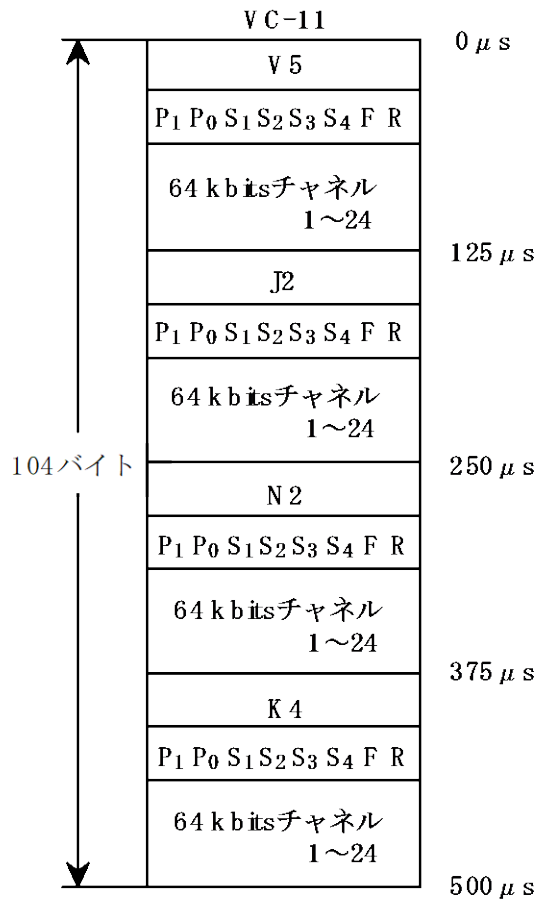 VC-11
0μs
V5
P₁ P₀ S₁ S₂ S₃ S₄ F R
64kbitsチャネル
1〜24
125μs
J2
P₁ P₀ S₁ S₂ S₃ S₄ F R
64kbitsチャネル
1〜24
104バイト
250μs
N2
P₁ P₀ S₁ S₂ S₃ S₄ F R
64kbitsチャネル
1〜24
375μs
K4
P₁ P₀ S₁ S₂ S₃ S₄ F R
64kbitsチャネル
1〜24
500μs